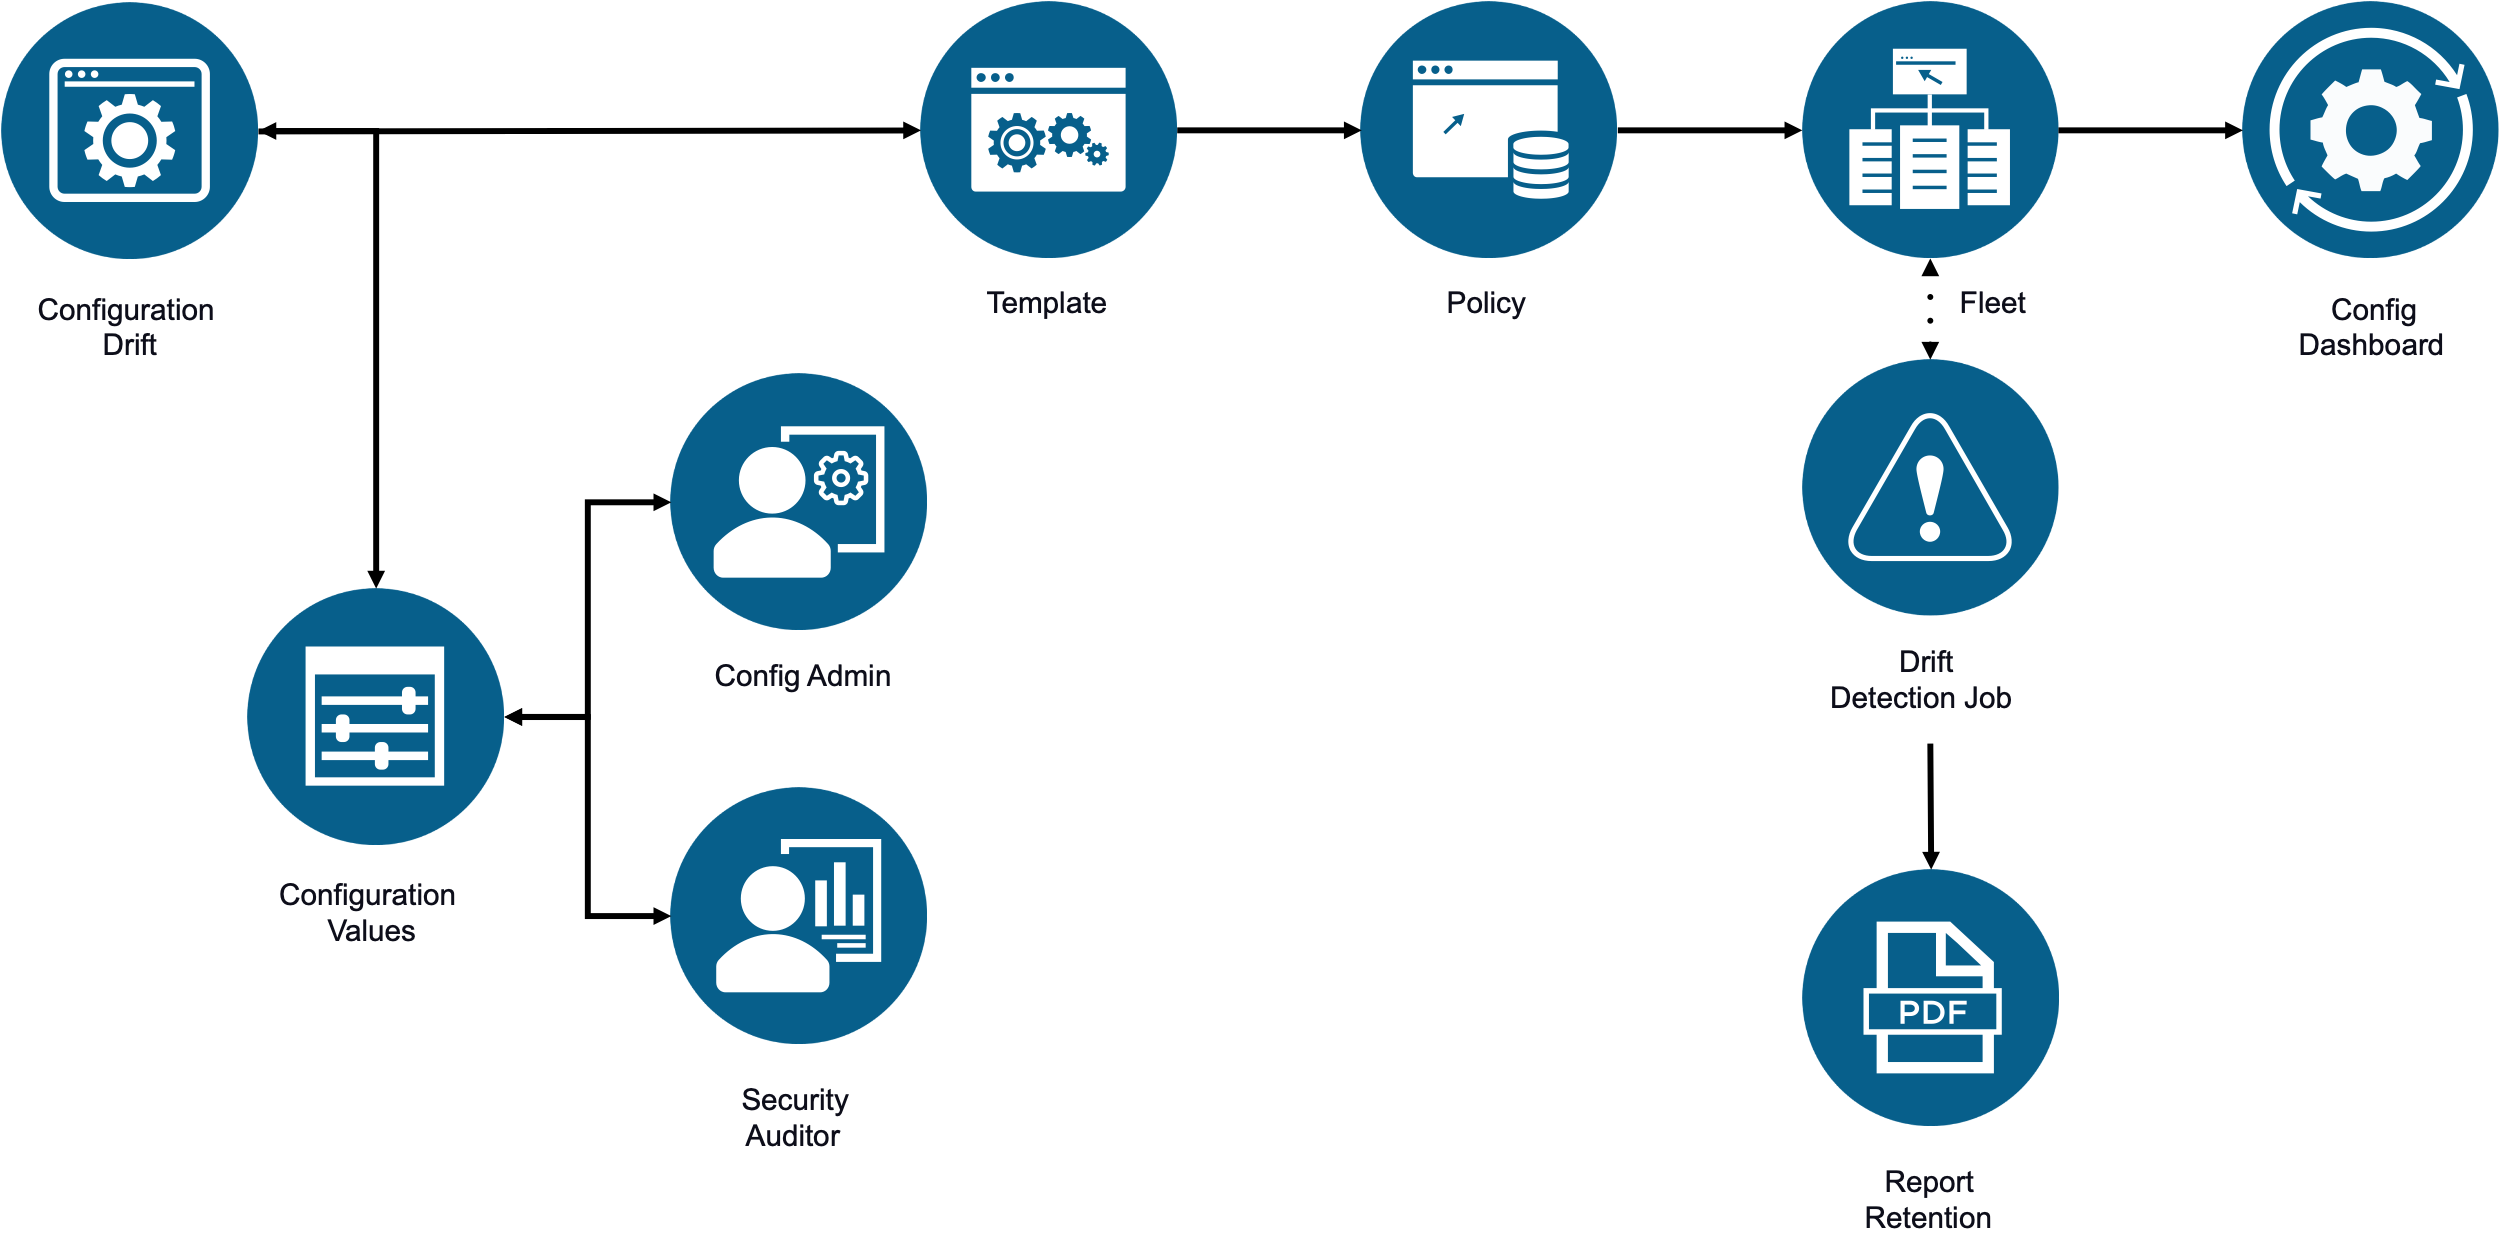 Configuration
Drift
Template
Policy
Fleet
Config
Dashboard
Config Admin
Drift
Detection Job
Configuration
Values
PDF
Security
Auditor
Report
Retention